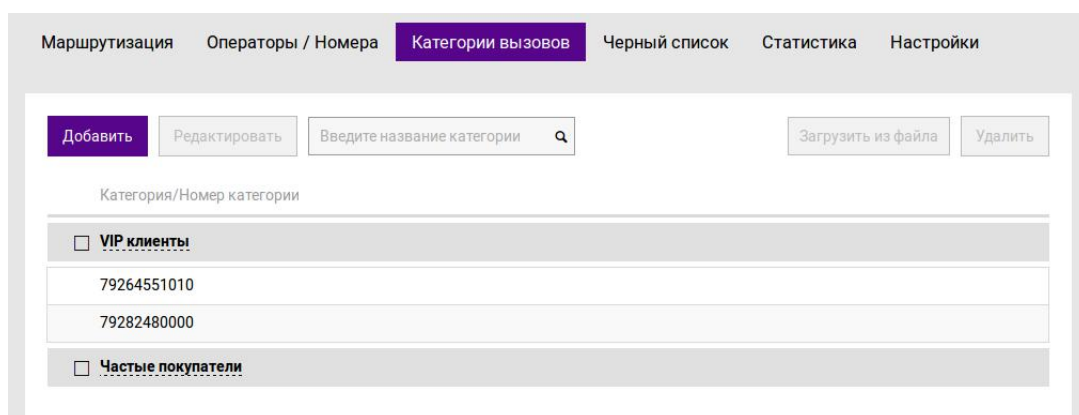 Маршрутизация Операторы / Номера Категории вызовов Черный список Статистика Настройки
Добавить Редактировать Введите название категории Загрузить из файла Удалить
Категория/Номер категории
VIP клиенты
79264551010
79282480000
Частые покупатели